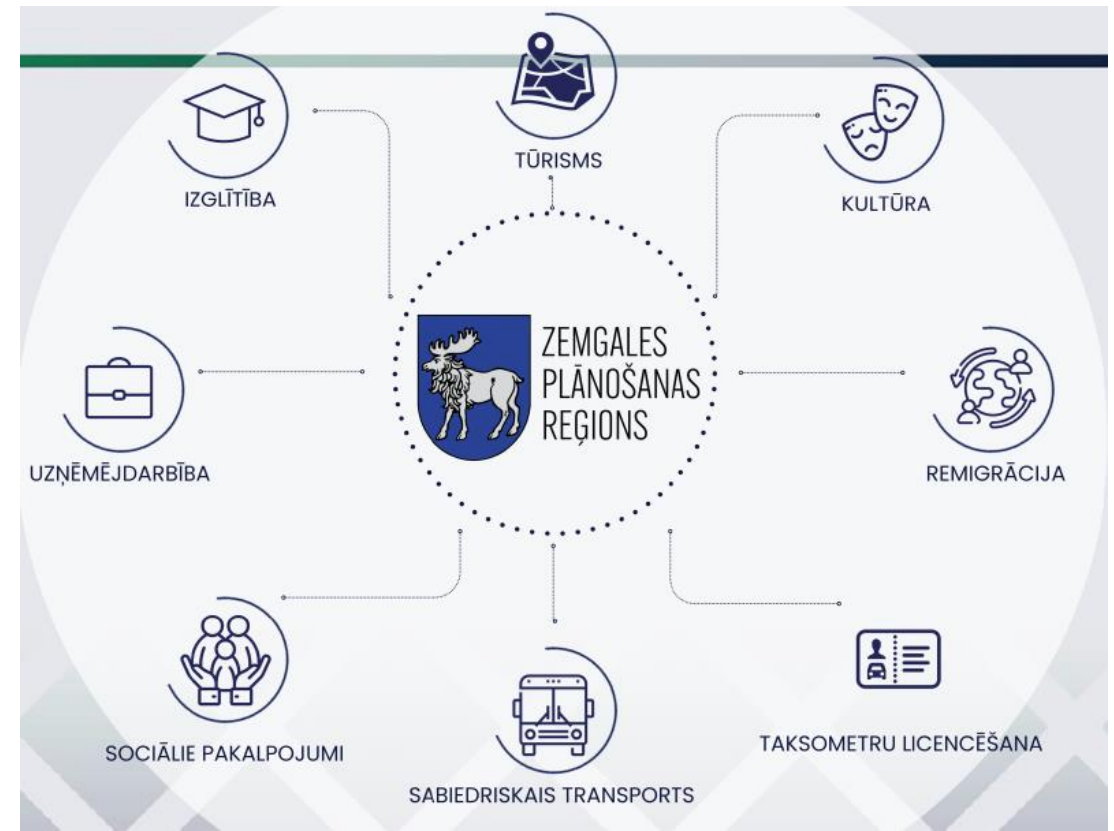 TŪRISMS
IZGLĪTĪBA
KULTŪRA
ZEMGALES
PLĀNOŠANAS
REĢIONS
UZŅĒMĒJDARBĪBA
REMIGRĀCIJA
SOCIĀLIE PAKALPOJUMI
TAKSOMETRU LICENCĒŠANA
SABIEDRISKAIS TRANSPORTS